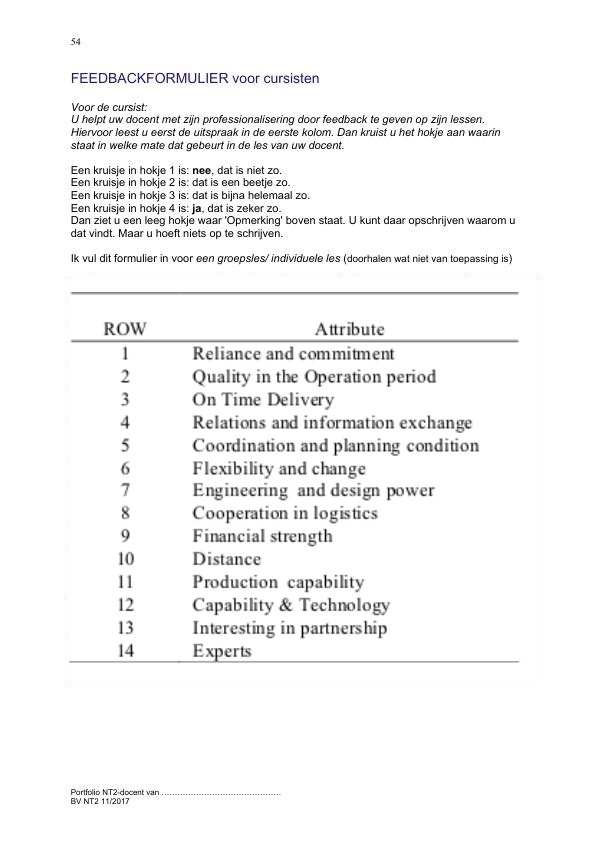 54
FEEDBACKFORMULIER voor cursisten
Voor de cursist:
U helpt uw docent met zijn professionalisering door feedback te geven op zijn lessen.
Hiervoor leest u eerst de uitspraak in de eerste kolom. Dan kruist u het hokje aan waarin
staat in welke mate dat gebeurt in de les van uw docent.
Een kruisje in hokje 1 is: nee, dat is niet zo.
Een kruisje in hokje 2 is: dat is een beetje zo.
Een kruisje in hokje 3 is: dat is bijna helemaal zo.
Een kruisje in hokje 4 is: ja, dat is zeker zo.
Dan ziet u een leeg hokje waar 'Opmerking' boven staat. U kunt daar opschrijven waarom u
dat vindt. Maar u hoeft niets op te schrijven.
Ik vul dit formulier in voor een groepsles/ individuele les (doorhalen wat niet van toepassing is)
ROW Attribute
1 Reliance and commitment
2 Quality in the Operation period
3 On Time Delivery
4 Relations and information exchange
5 Coordination and planning condition
6 Flexibility and change
7 Engineering and design power
8 Cooperation in logistics
9 Financial strength
10 Distance
11 Production capability
12 Capability & Technology
13 Interesting in partnership
14 Experts
Portfolio NT2-docent van ............................................
BV NT2 11/2017